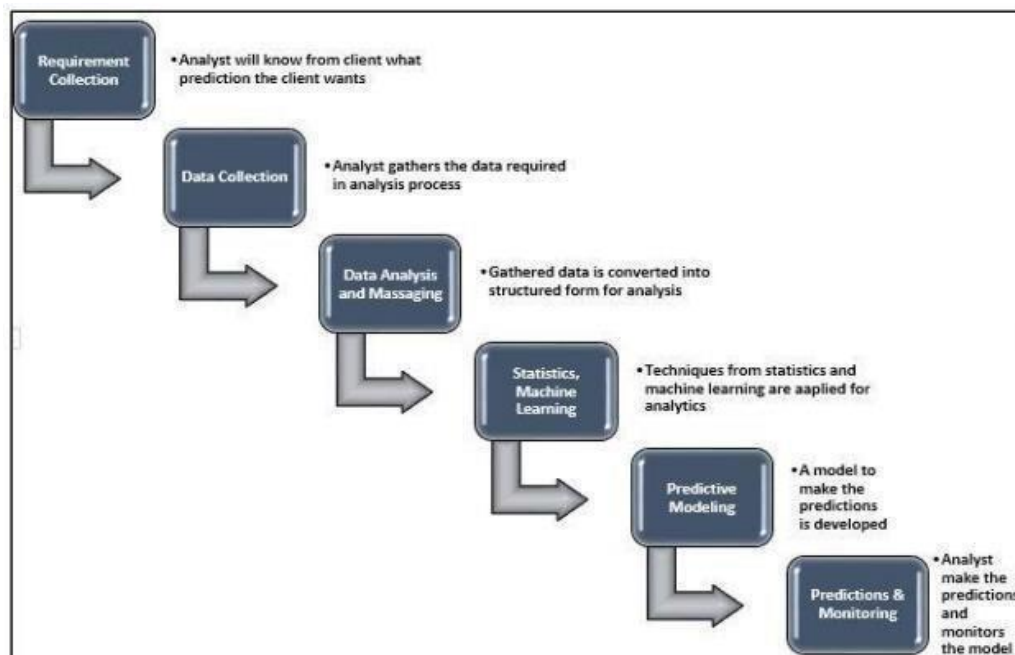 Requirement
Collection
•Analyst will know from client what
prediction the client wants
Data Collection
•Analyst gathers the data required
in analysis process
Data Analysis
and Massaging
•Gathered data is converted into
structured form for analysis
Statistics,
Machine
Learning
•Techniques from statistics and
machine learning are aaplied for
analytics
Predictive
Modeling
•A model to
make the
predictions
is developed
Predictions &
Monitoring
•Analyst
make the
predictions
and
monitors
the model